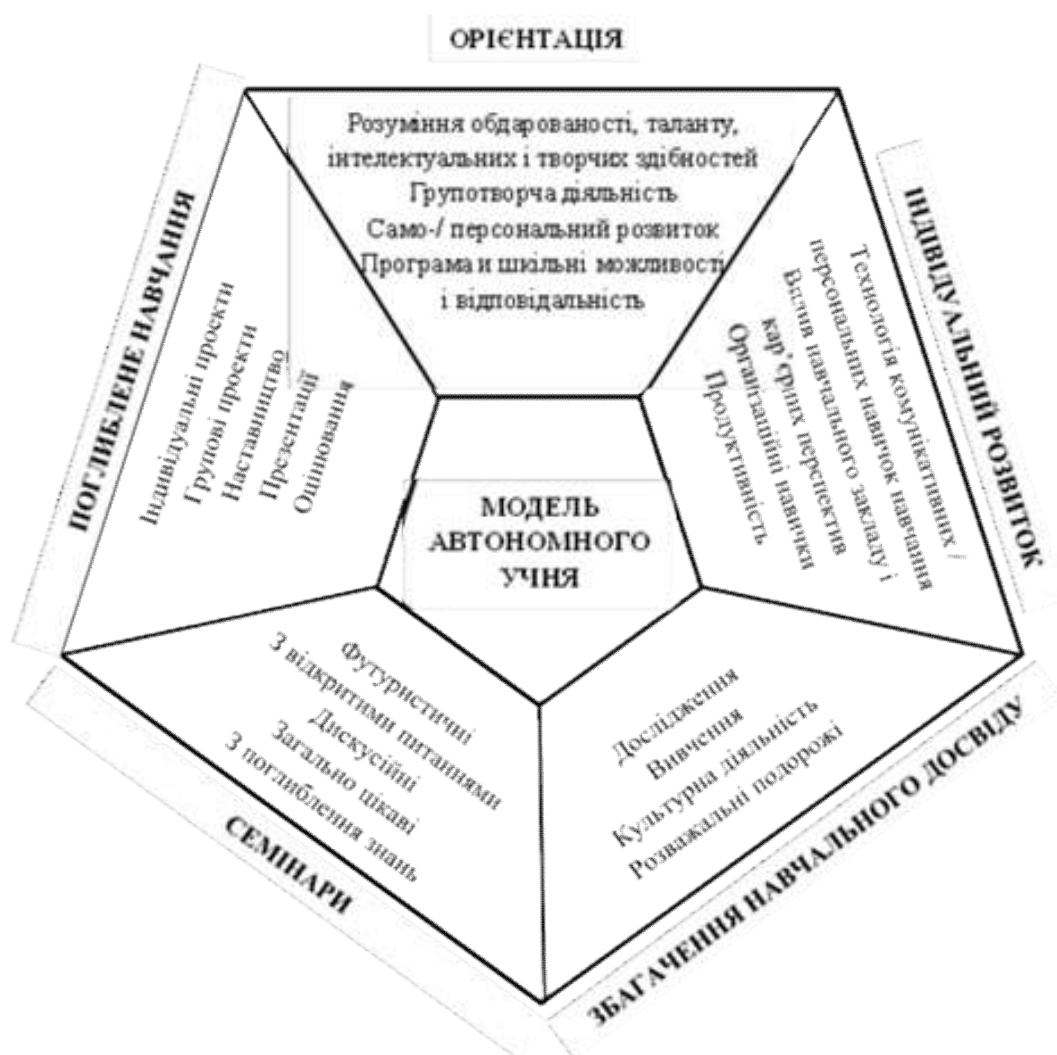 ОРІЄНТАЦІЯ
Розуміння обдарованості, таланту,
інтелектуальних і творчих здібностей
Групотворча діяльність
Само-/ персональний розвиток
Програма и шкільні можливості
і відповідальність
ІНДІВІДУАЛЬНИЙ РОЗВИТОК
Технологія комунікативних /
персональних навичок навчання
Вплив навчального закладу і
кар’єрних перспектив
Організаційні навички
Продуктивність
ЗБАГАЧЕННЯ НАВЧАЛЬНОГО ДОСВІДУ
Дослідження
Вивчення
Культурна діяльність
Розважальні подорожі
СЕМІНАРИ
Футуристичні
З відкритими питаннями
Дискусійні
Загально цікаві
З поглиблення знань
ПОГЛИБЛЕНЕ НАВЧАННЯ
Індивідуальні проєкти
Групові проекти
Наставництво
Презентації
Оцінювання
МОДЕЛЬ
АВТОНОМНОГО
УЧНЯ